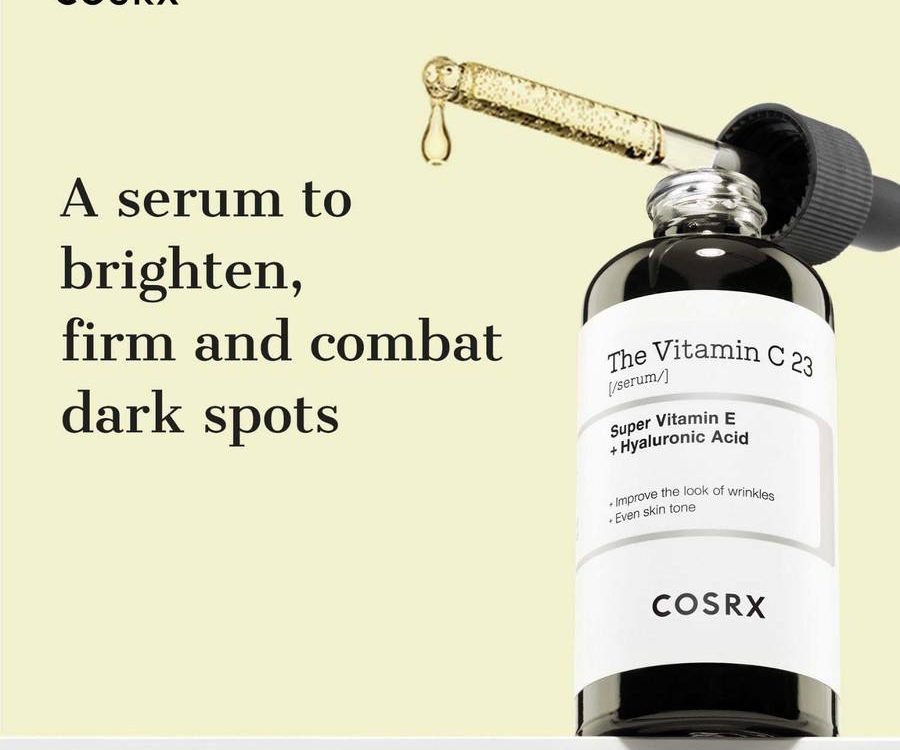 COSRX
A serum to
brighten,
firm and combat
dark spots
The Vitamin C 23
[/serum/]
Super Vitamin E
+ Hyaluronic Acid
• Improve the look of wrinkles
• Even skin tone
COSRX